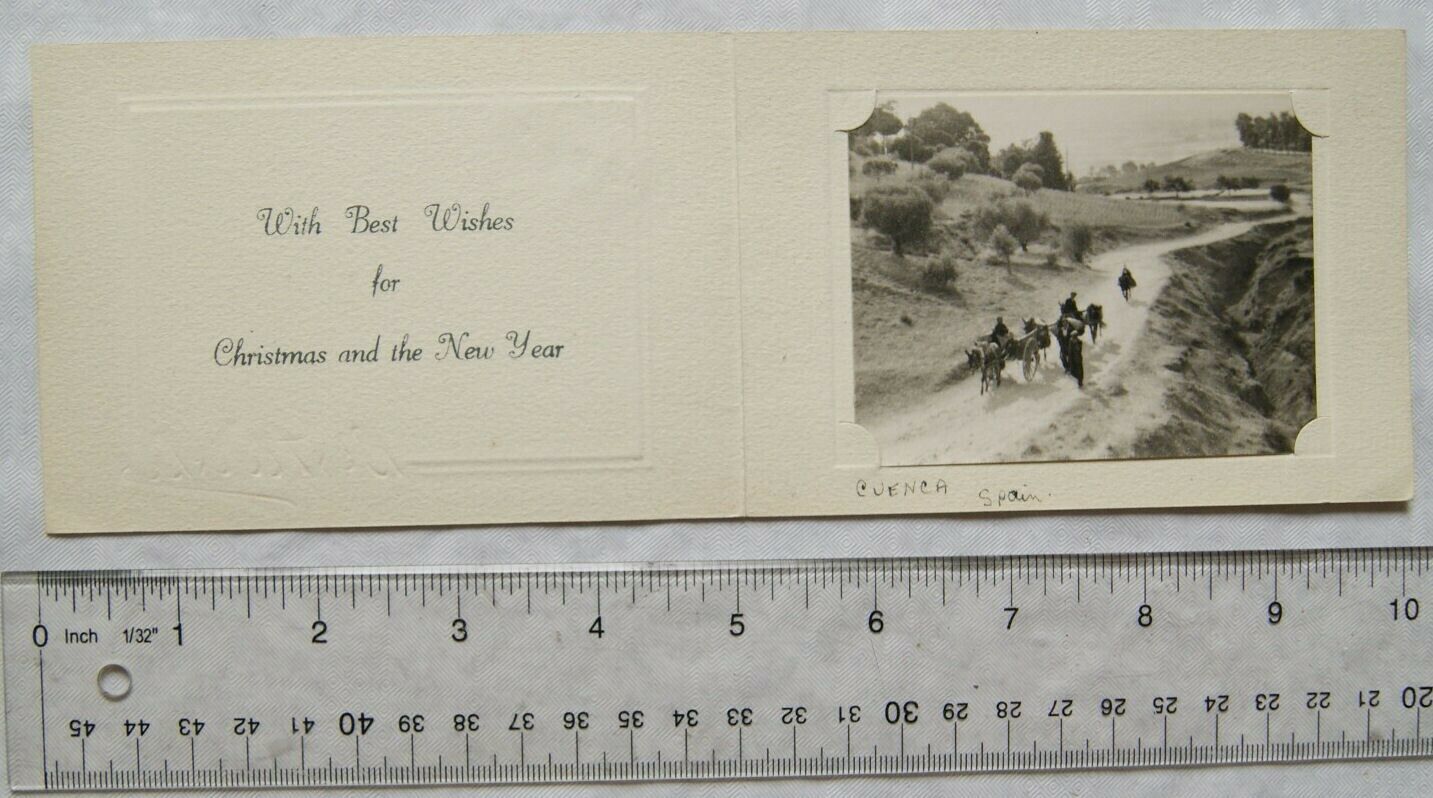 With Best Wishes
for
Christmas and the New Year
CUENCA Spain.
0 Inch 1/32" 1 2 3 4 5 6 7 8 9 10
45 44 43 42 41 40 39 38 37 36 35 34 33 32 31 30 29 28 27 26 25 24 23 22 21 20